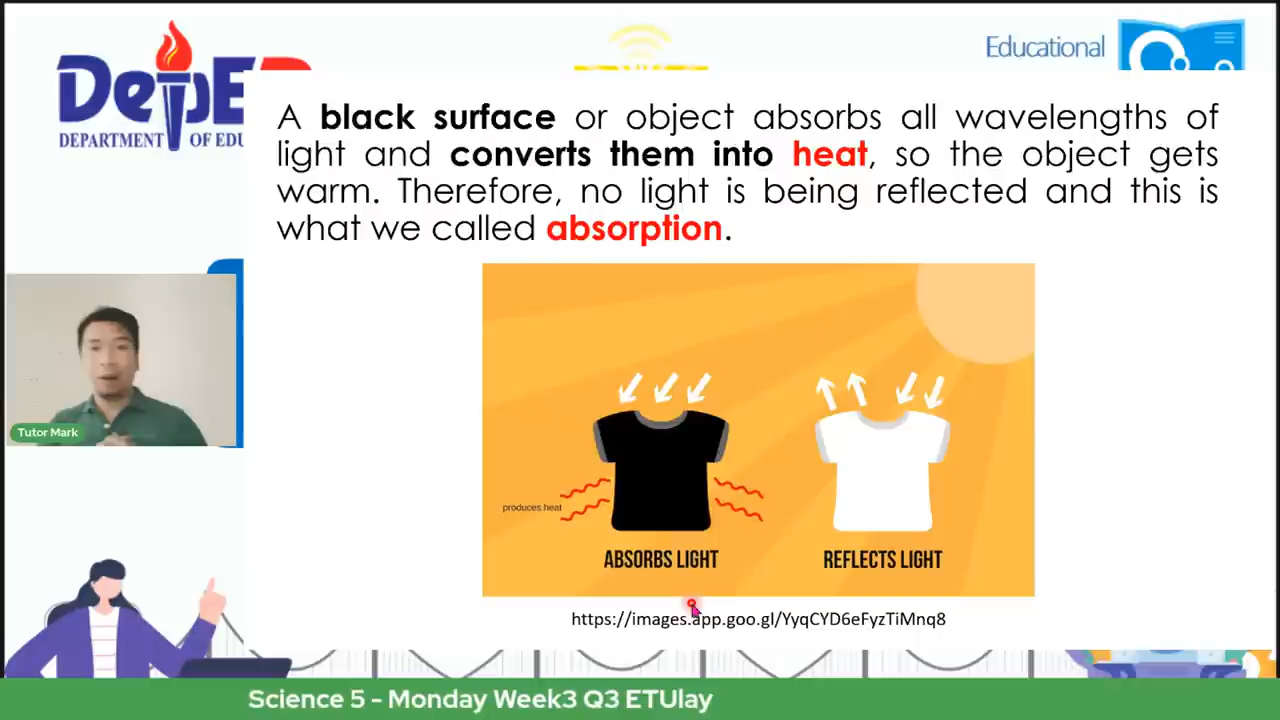 DepE
DEPARTMENT OF EDU
Educational
A black surface or object absorbs all wavelengths of
light and converts them into heat, so the object gets
warm. Therefore, no light is being reflected and this is
what we called absorption.
Tutor Mark
produces heat
ABSORBS LIGHT
REFLECTS LIGHT
https://images.app.goo.gl/YyqCYD6eFyzTiMnq8
Science 5 - Monday Week3 Q3 ETUlay